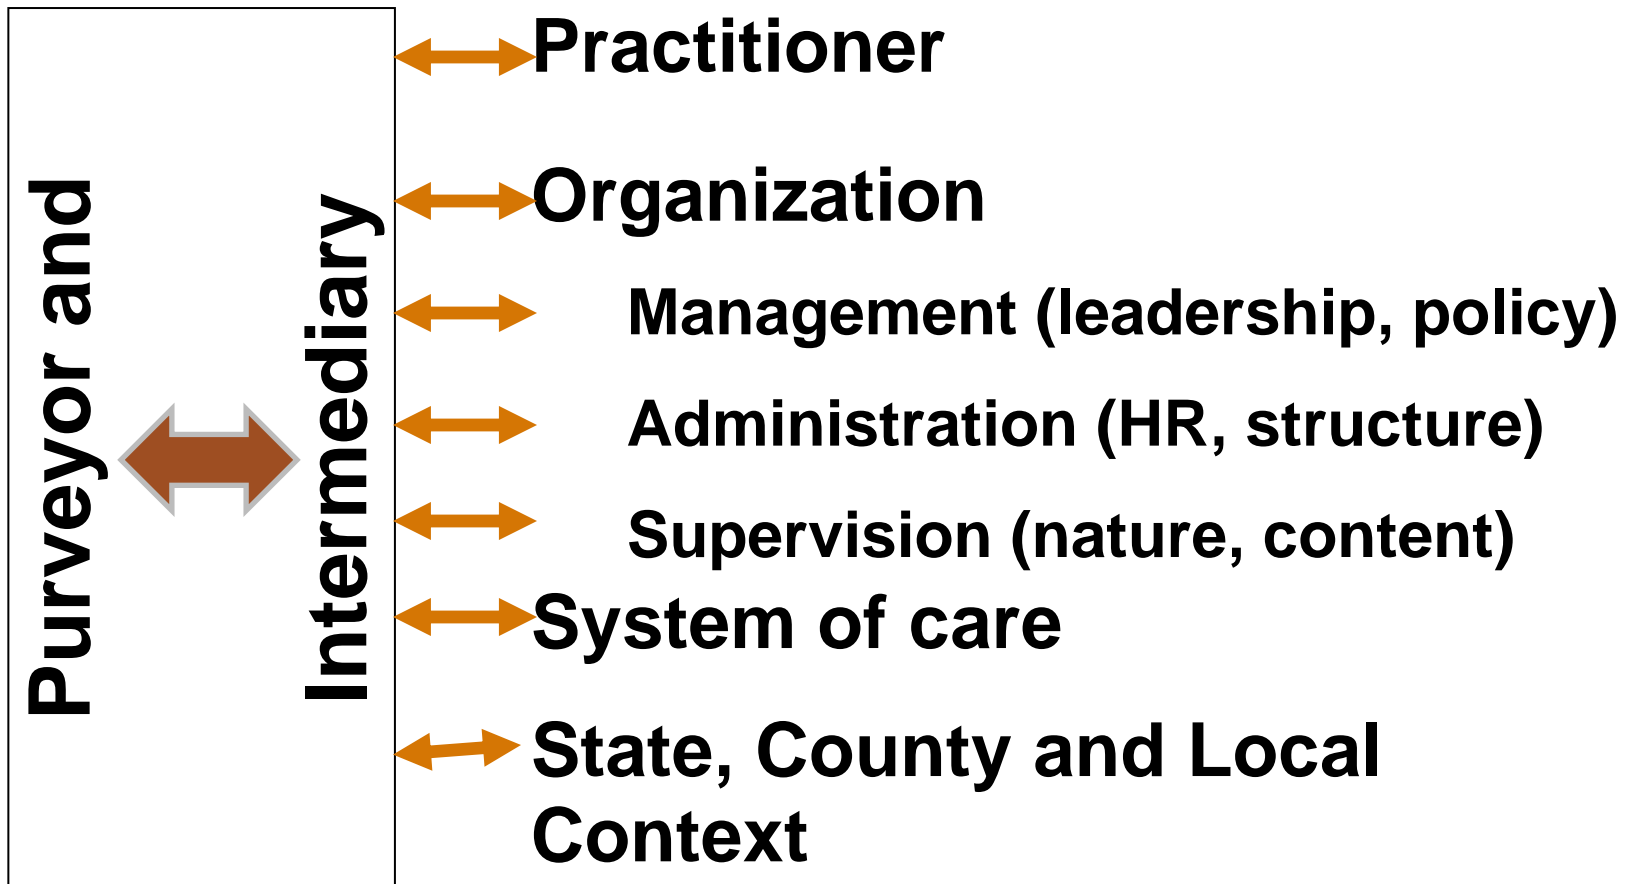 Purveyor and
Intermediary
Practitioner
Organization
Management (leadership, policy)
Administration (HR, structure)
Supervision (nature, content)
System of care
State, County and Local
Context